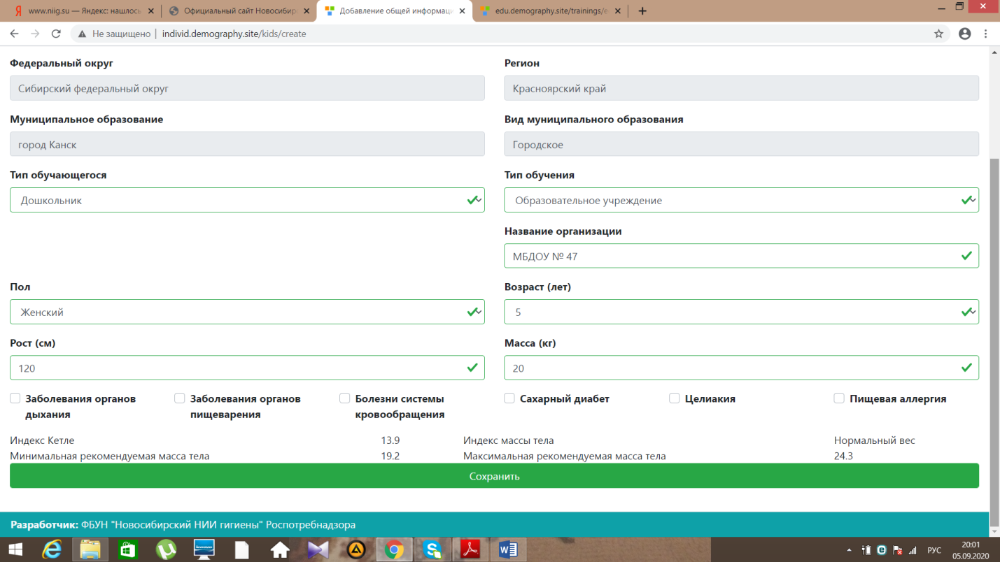 www.niig.su — Яндекс: нашлось
Официальный сайт Новосибир
Добавление общей информаци
edu.demography.site/trainings/e
Не защищено | individ.demography.site/kids/create
Федеральный округ
Регион
Сибирский федеральный округ
Красноярский край
Муниципальное образование
Вид муниципального образования
город Канск
Городское
Тип обучающегося
Тип обучения
Дошкольник
Образовательное учреждение
Название организации
МБДОУ № 47
Пол
Возраст (лет)
Женский
5
Рост (см)
Масса (кг)
120
20
Заболевания органов
дыхания
Заболевания органов
пищеварения
Болезни системы
кровообращения
Сахарный диабет
Целиакия
Пищевая аллергия
Индекс Кетле 13.9 Индекс массы тела Нормальный вес
Минимальная рекомендуемая масса тела 19.2 Максимальная рекомендуемая масса тела 24.3
Сохранить
Разработчик: ФБУН "Новосибирский НИИ гигиены" Роспотребнадзора
РУС
20:01
05.09.2020